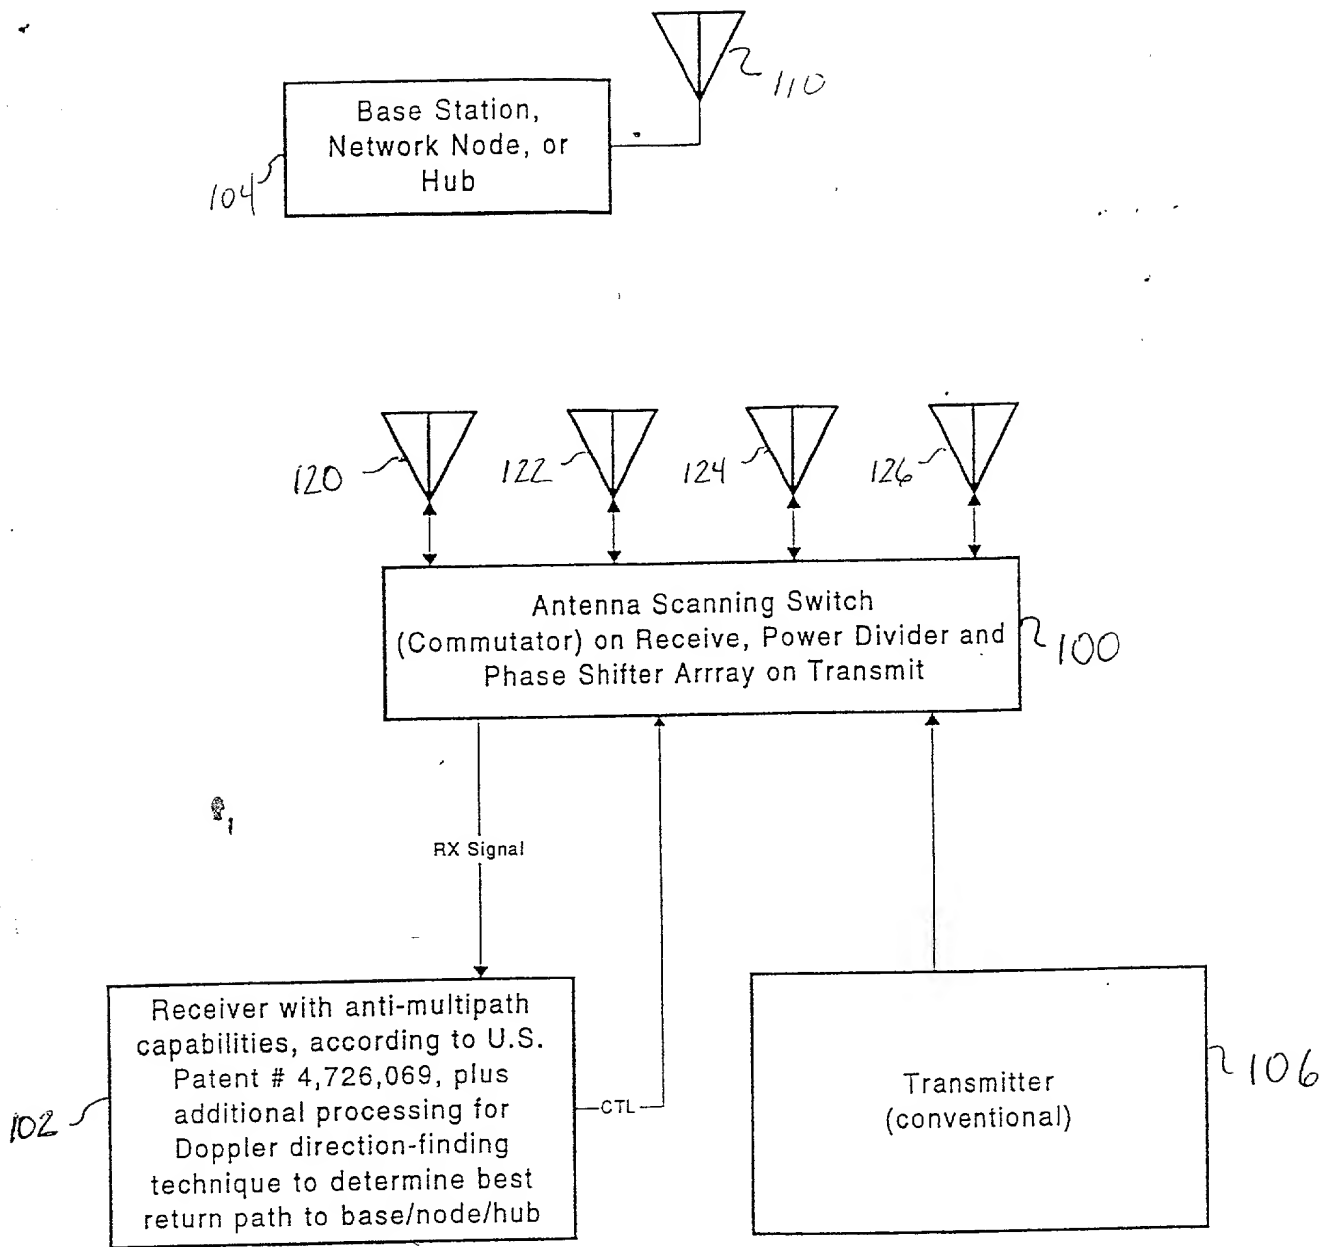 110
Base Station,
Network Node, or
Hub
104
120
122
124
126
Antenna Scanning Switch
(Commutator) on Receive, Power Divider and
Phase Shifter Arrray on Transmit
100
RX Signal
Receiver with anti-multipath
capabilities, according to U.S.
Patent # 4,726,069, plus
additional processing for
Doppler direction-finding
technique to determine best
return path to base/node/hub
102
CTL
Transmitter
(conventional)
106